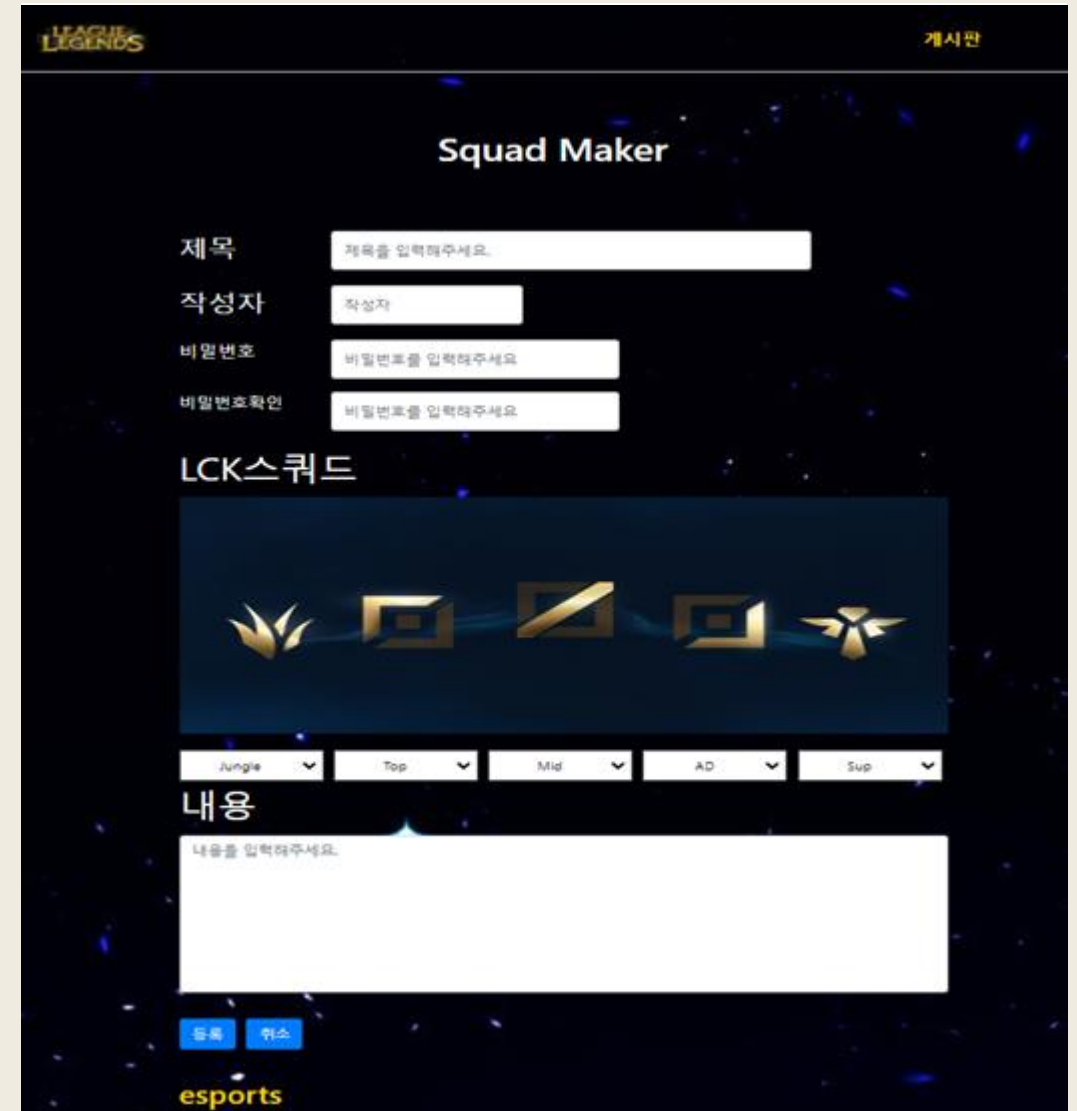 LEAGUE
LEGENDS
게시판
Squad Maker
제목
제목을 입력해주세요.
작성자
작성자
비밀번호
비밀번호를 입력해주세요
비밀번호확인
비밀번호를 입력해주세요
LCK스쿼드
Jungle
Top
Mid
AD
Sup
내용
내용을 입력해주세요.
등록
취소
esports